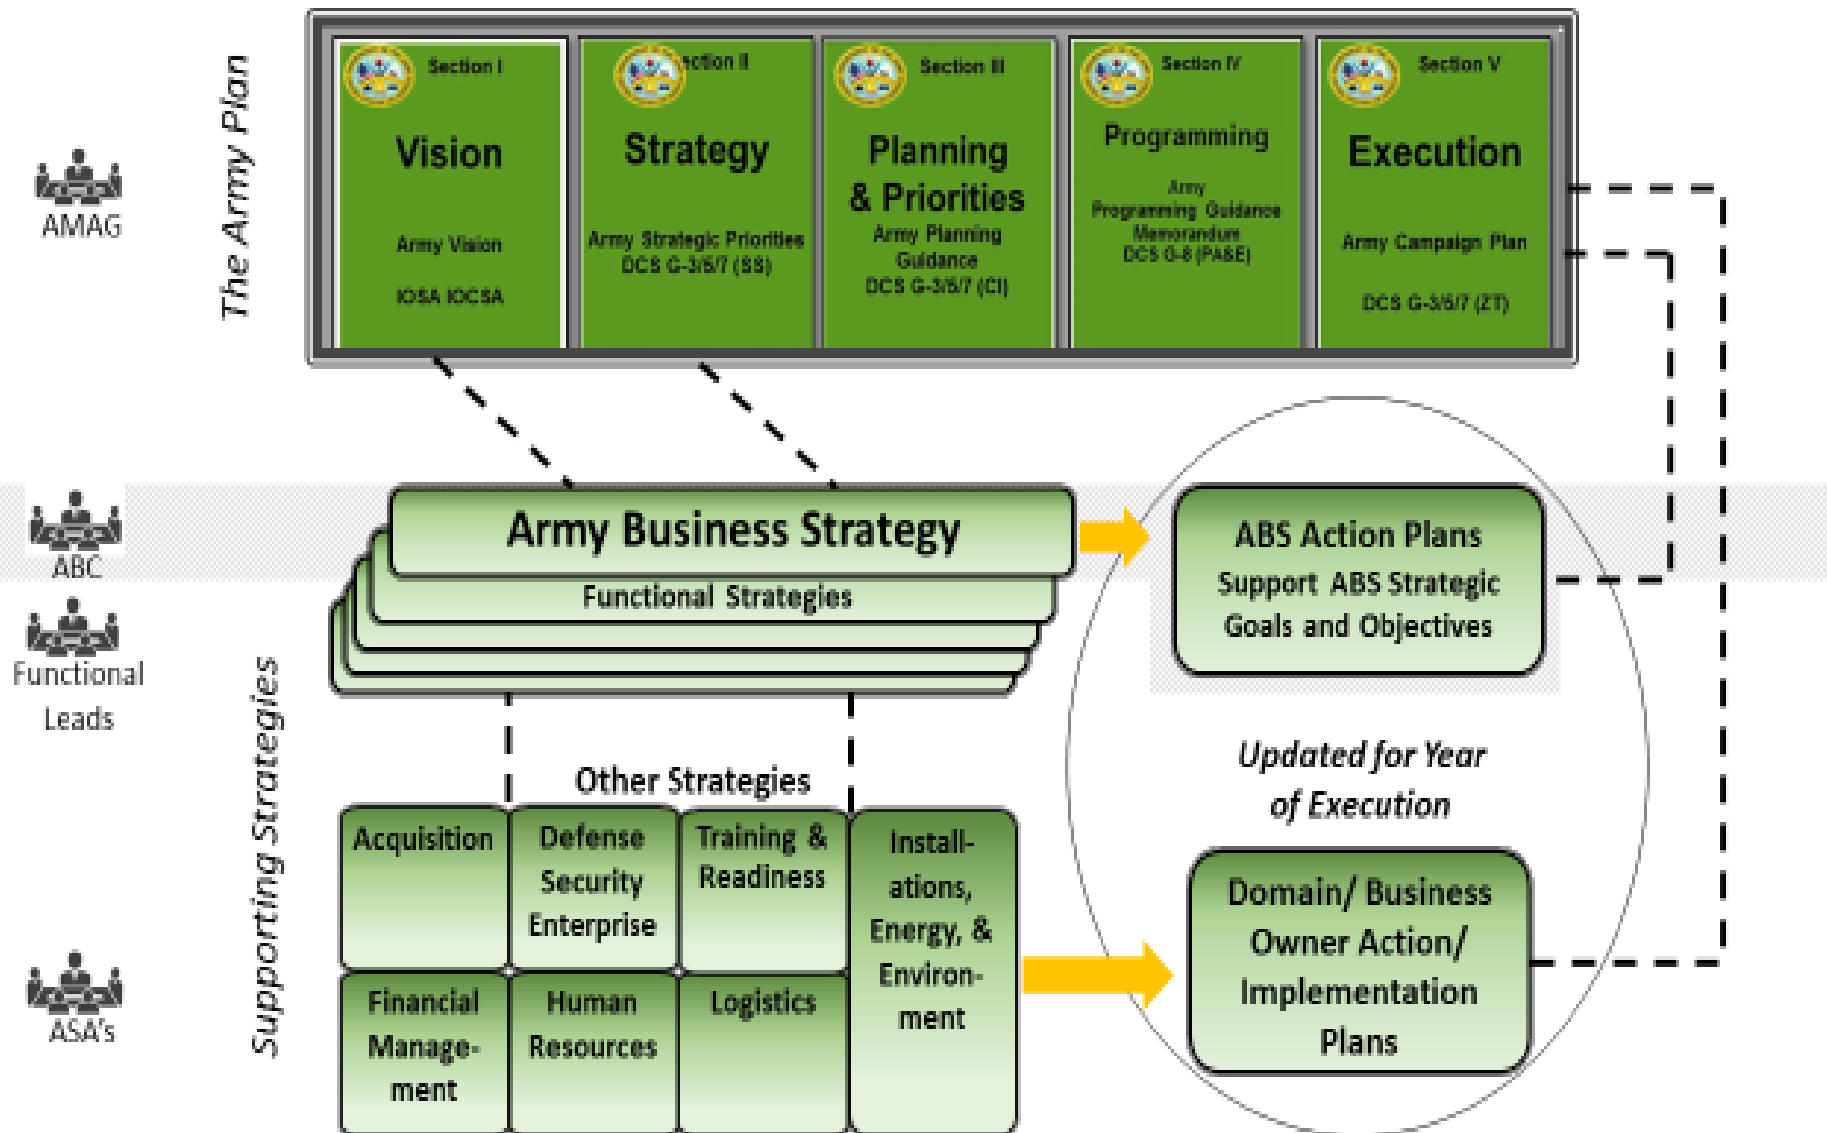 The Army Plan
AMAG
Section I
Vision
Army Vision
IOSA IOCSA
ection II
Strategy
Army Strategic Priorities
DCS G-3/5/7 (SS)
Section III
Planning
& Priorities
Army Planning
Guidance
DCS G-3/5/7 (CI)
Section IV
Programming
Army
Programming Guidance
Memorandum
DCS G-8 (PA&E)
Section V
Execution
Army Campaign Plan
DCS G-3/5/7 (ZT)
ABC
Army Business Strategy
Functional Strategies
ABS Action Plans
Support ABS Strategic
Goals and Objectives
Functional
Leads
Supporting Strategies
Other Strategies
Updated for Year
of Execution
Acquisition
Defense
Security
Enterprise
Training &
Readiness
Install-
ations,
Energy, &
Environ-
ment
Financial
Manage-
ment
Human
Resources
Logistics
ASA's
Domain/ Business
Owner Action/
Implementation
Plans